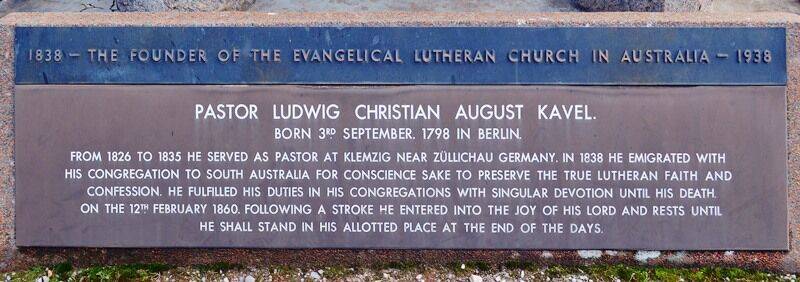 1838 – THE FOUNDER OF THE EVANGELICAL LUTHERAN CHURCH IN AUSTRALIA – 1938
PASTOR LUDWIG CHRISTIAN AUGUST KAVEL.
BORN 3RD SEPTEMBER. 1798 IN BERLIN.
FROM 1826 TO 1835 HE SERVED AS PASTOR AT KLEMZIG NEAR ZÜLLICHAU GERMANY. IN 1838 HE EMIGRATED WITH
HIS CONGREGATION TO SOUTH AUSTRALIA FOR CONSCIENCE SAKE TO PRESERVE THE TRUE LUTHERAN FAITH AND
CONFESSION. HE FULFILLED HIS DUTIES IN HIS CONGREGATIONS WITH SINGULAR DEVOTION UNTIL HIS DEATH.
ON THE 12TH FEBRUARY 1860. FOLLOWING A STROKE HE ENTERED INTO THE JOY OF HIS LORD AND RESTS UNTIL
HE SHALL STAND IN HIS ALLOTTED PLACE AT THE END OF THE DAYS.